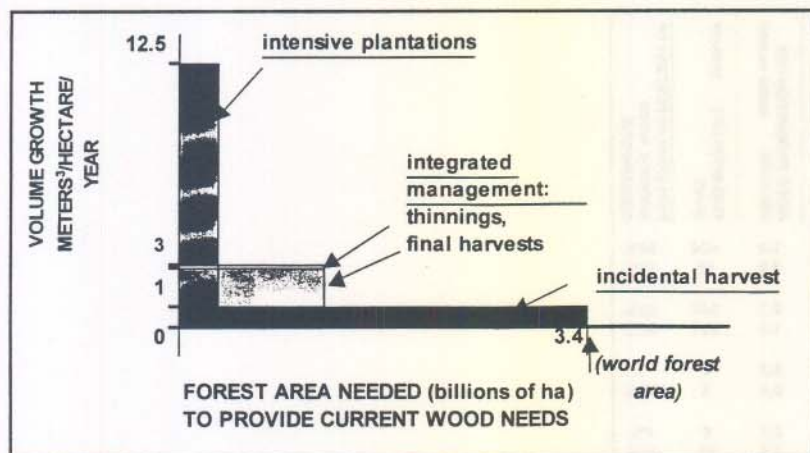 12.5
intensive plantations
VOLUME GROWTH
METERS³/HECTARE/
YEAR
integrated
management:
thinnings,
final harvests
3
1
incidental harvest
0
3.4
(world forest
area)
FOREST AREA NEEDED (billions of ha)
TO PROVIDE CURRENT WOOD NEEDS